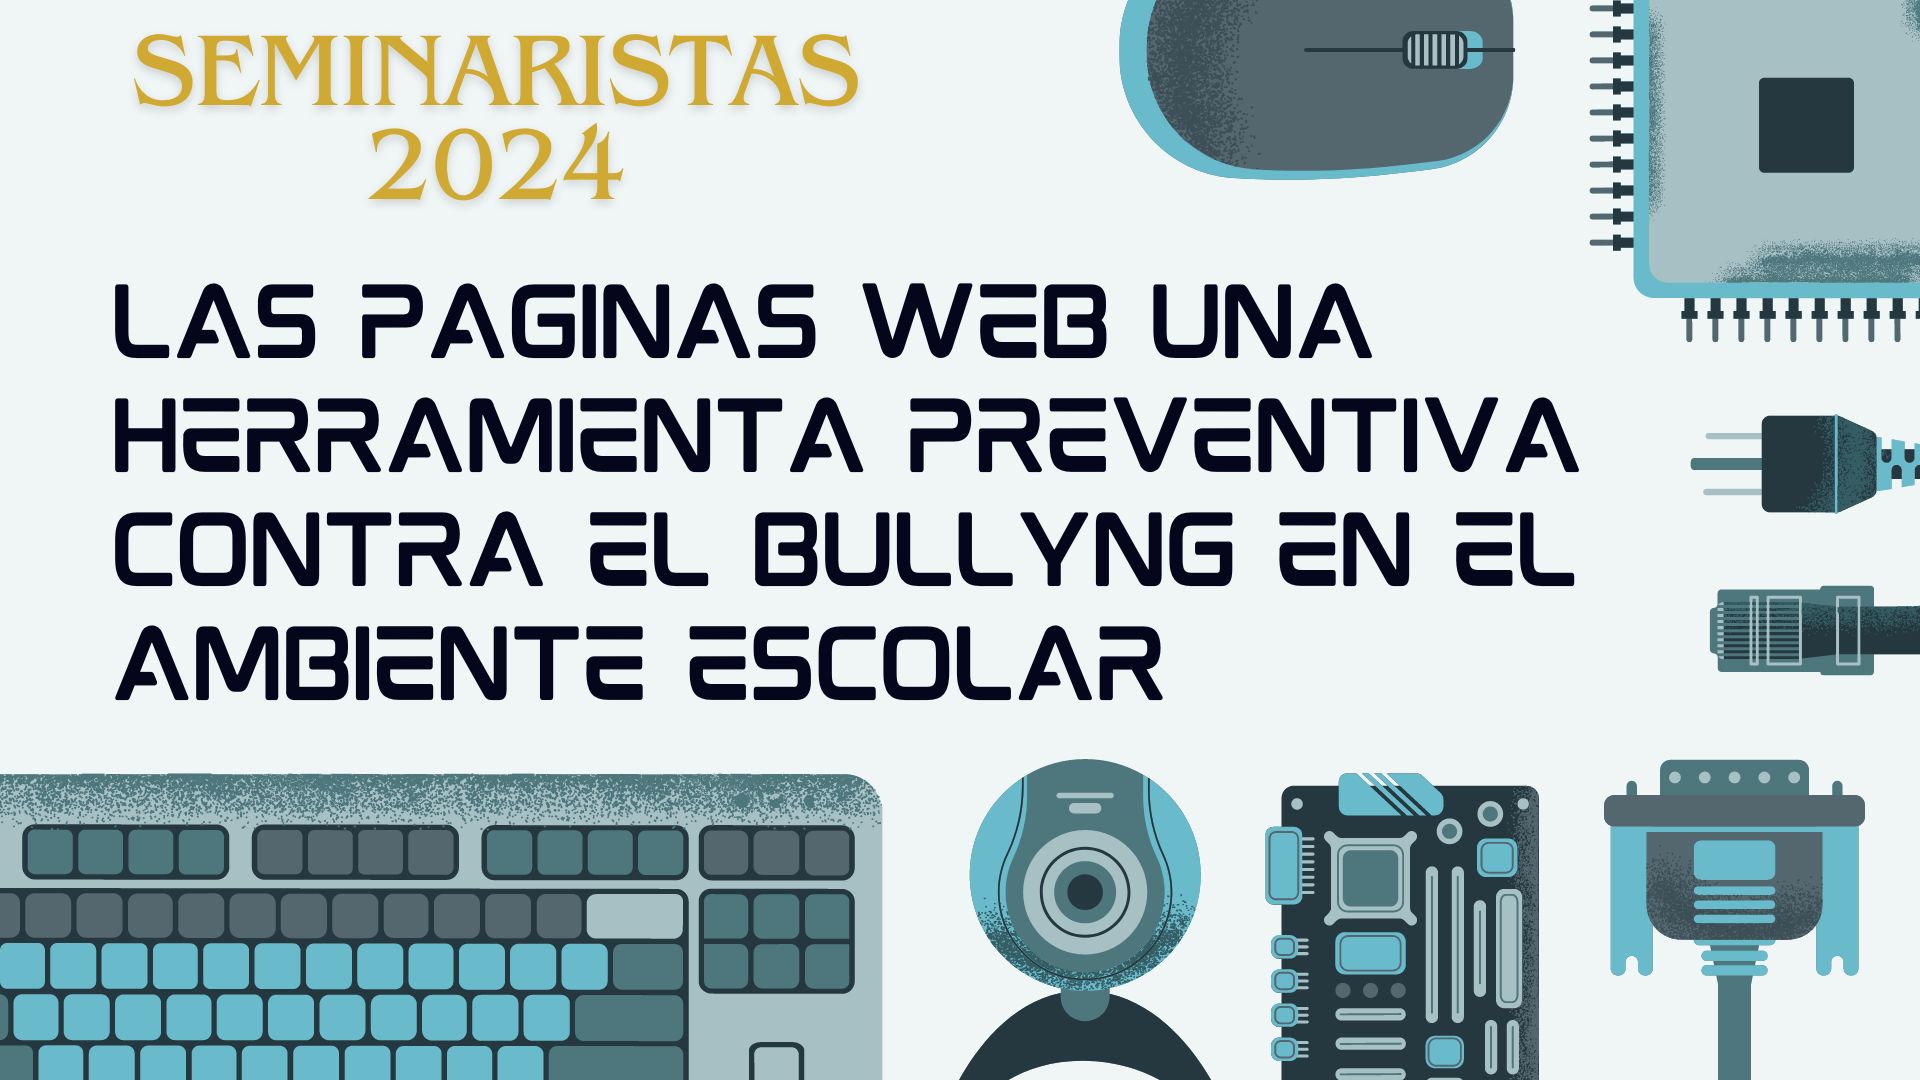 SEMINARISTAS
2024
LAS PAGINAS WEB UNA
HERRAMIENTA PREVENTIVA
CONTRA EL BULLYNG EN EL
AMBIENTE ESCOLAR